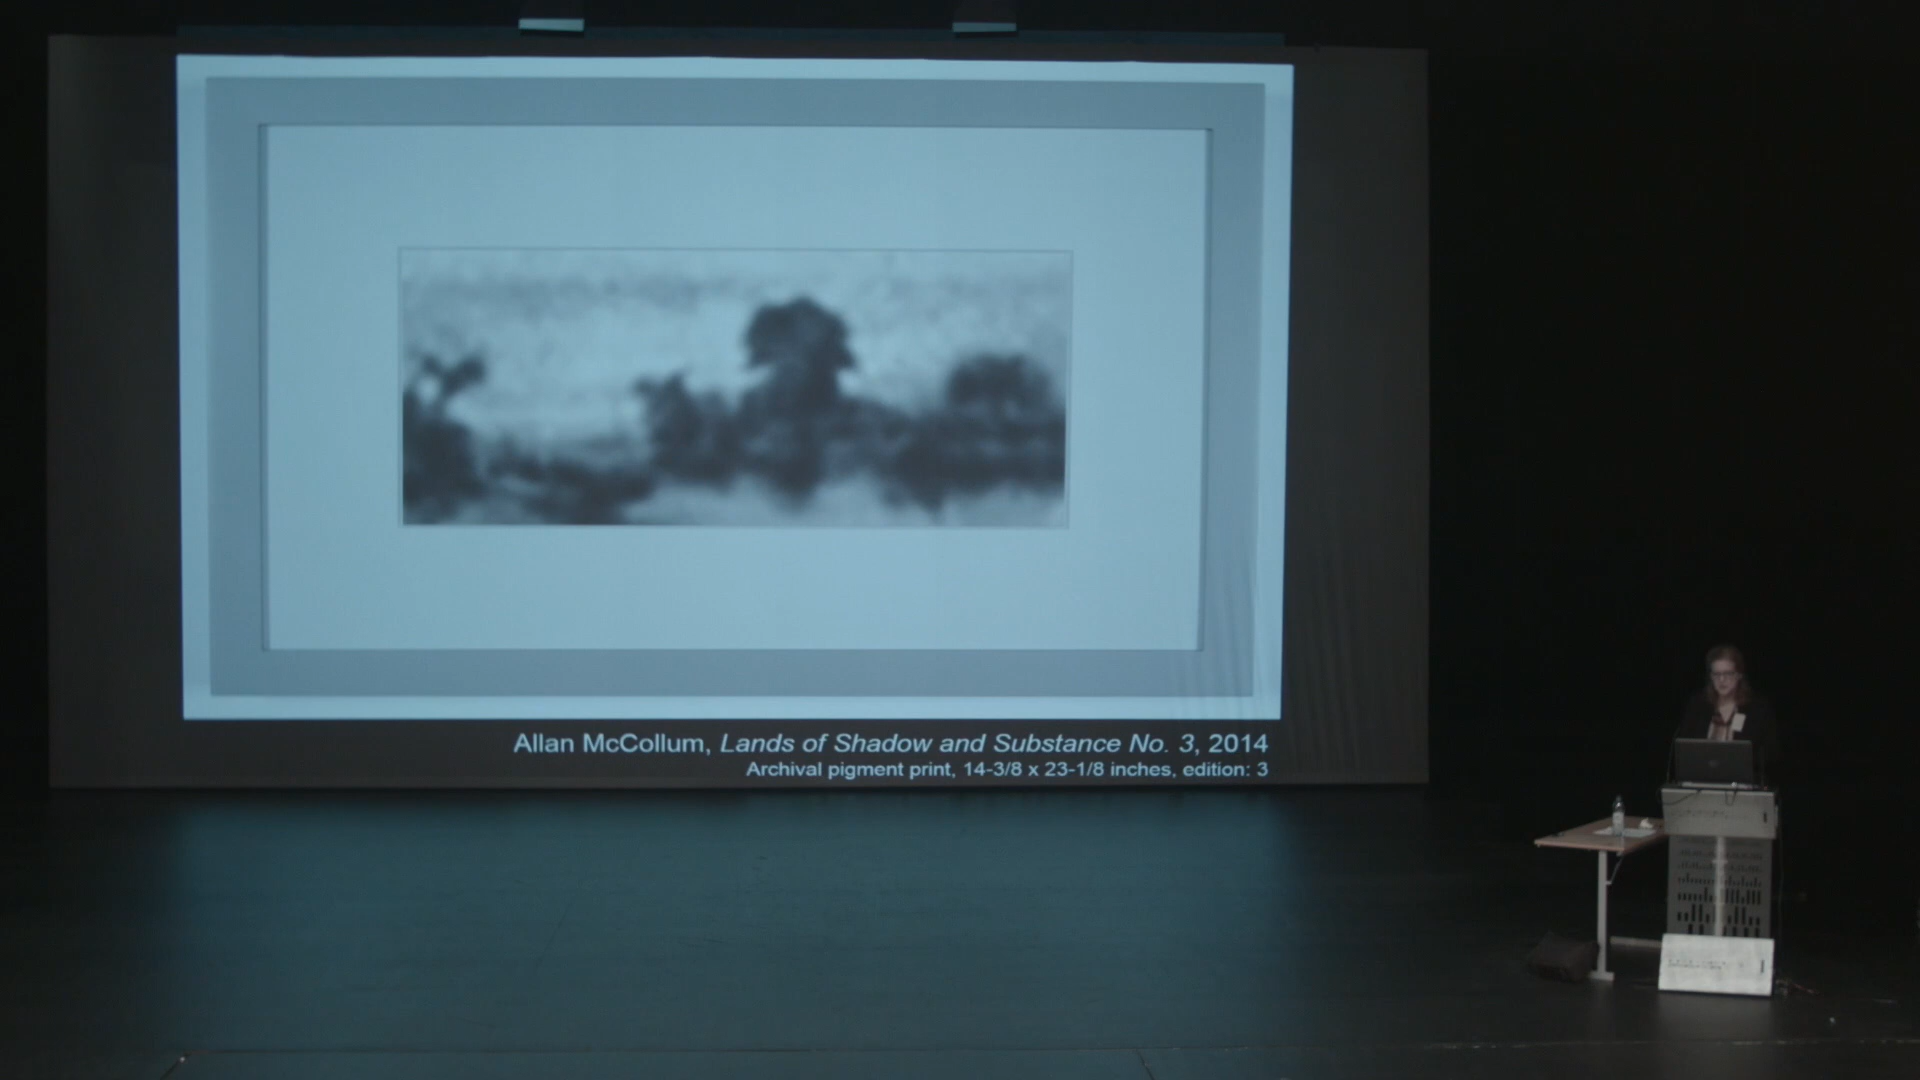 Allan McCollum, Lands of Shadow and Substance No. 3, 2014
Archival pigment print, 14-3/8 x 23-1/8 inches, edition: 3